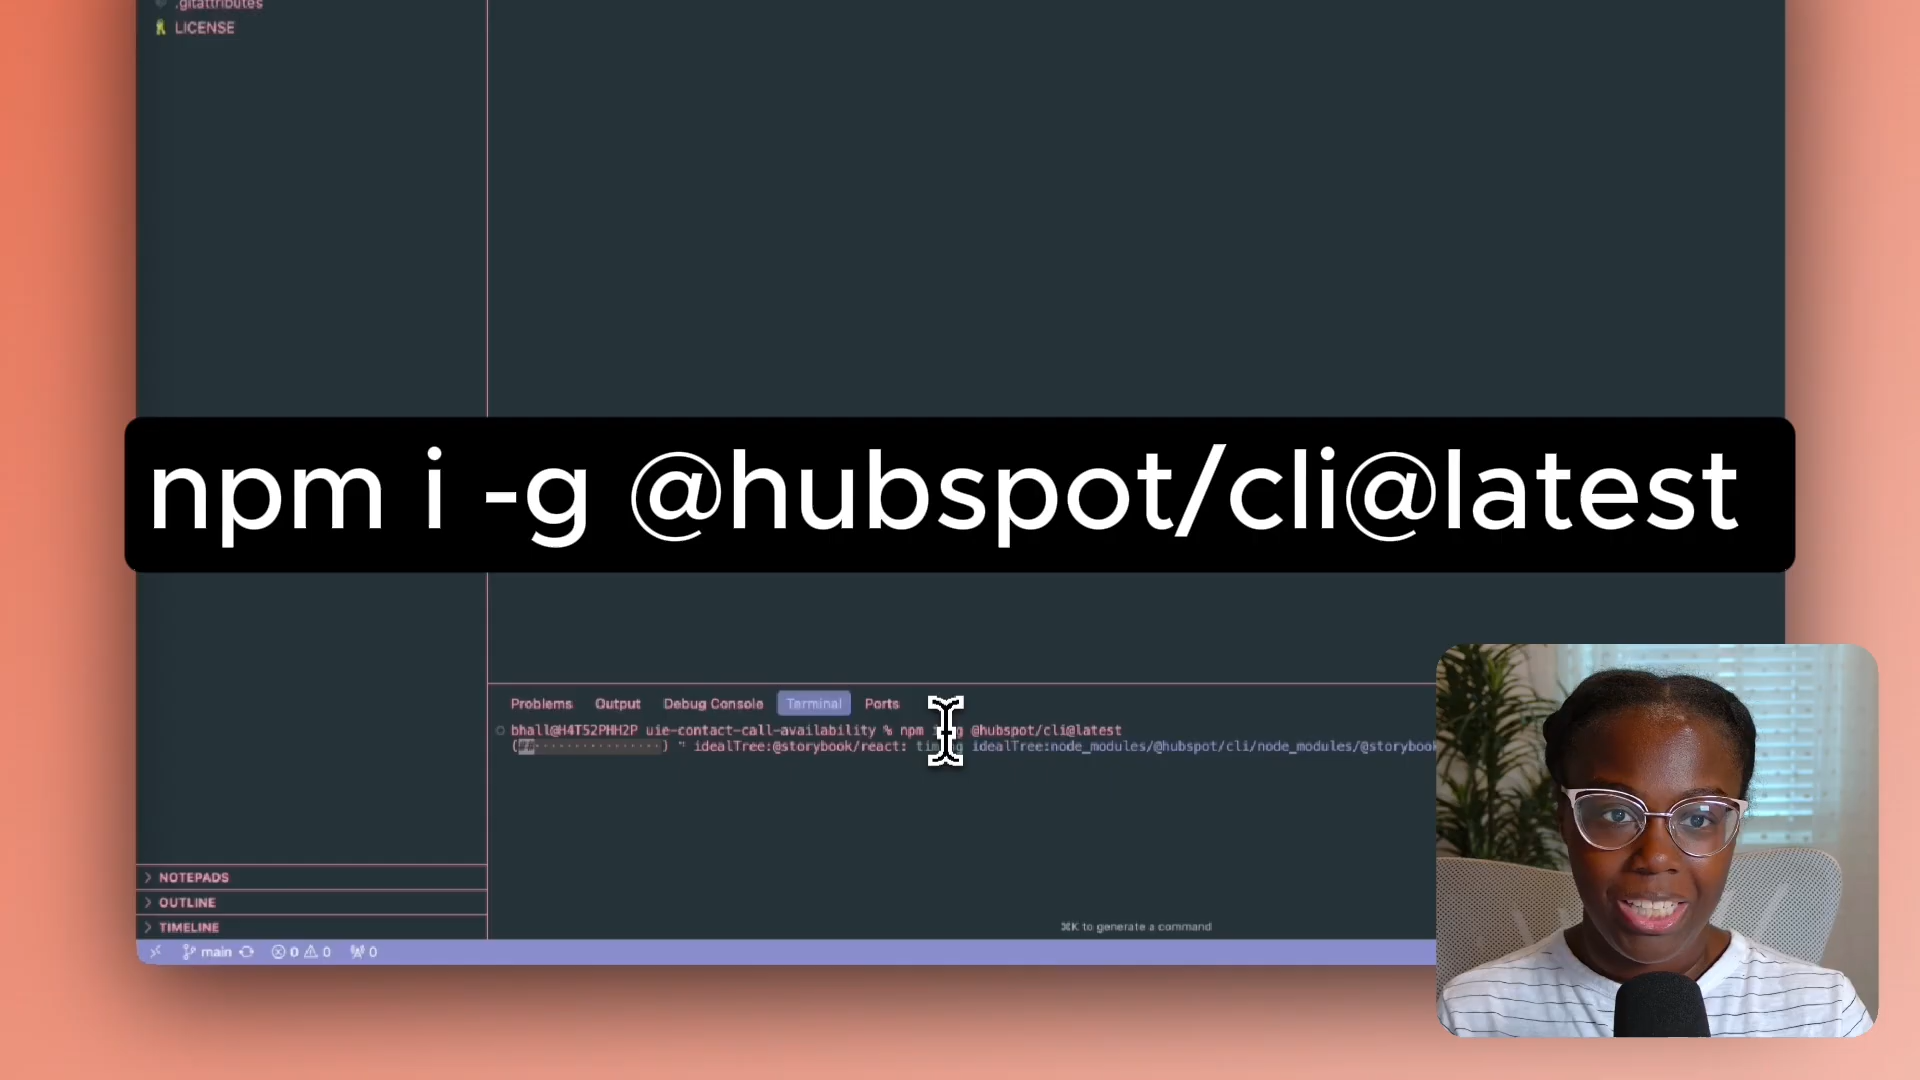 .gitattributes
LICENSE
npm i -g @hubspot/cli@latest
Problems Output Debug Console Terminal Ports
bhall@H4T52PHH2P uie-contact-call-availability % npm @hubspot/cli@latest
(##··················) idealTree:@storybook/react: idealTree:node_modules/@hubspot/cli/node_modules/@storybook
NOTEPADS
OUTLINE
TIMELINE
⌘K to generate a command
main 0 0 0